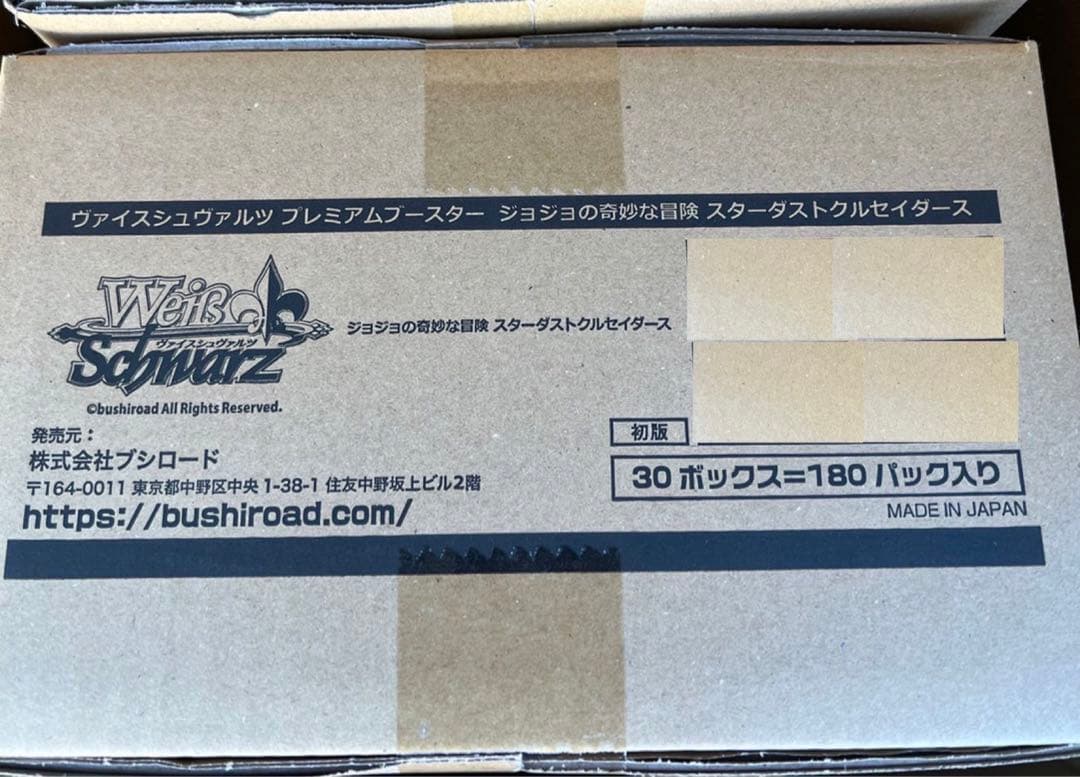 ヴァイスシュヴァルツ プレミアムブースター ジョジョの奇妙な冒険 スターダストクルセイダース
Weiß
ヴァイスシュヴァルツ
Schwarz
ジョジョの奇妙な冒険 スターダストクルセイダース
©bushiroad All Rights Reserved.
発売元：
株式会社ブシロード
〒164-0011 東京都中野区中央1-38-1 住友中野坂上ビル2階
https://bushiroad.com/
初版
30 ボックス=180 パック入り
MADE IN JAPAN